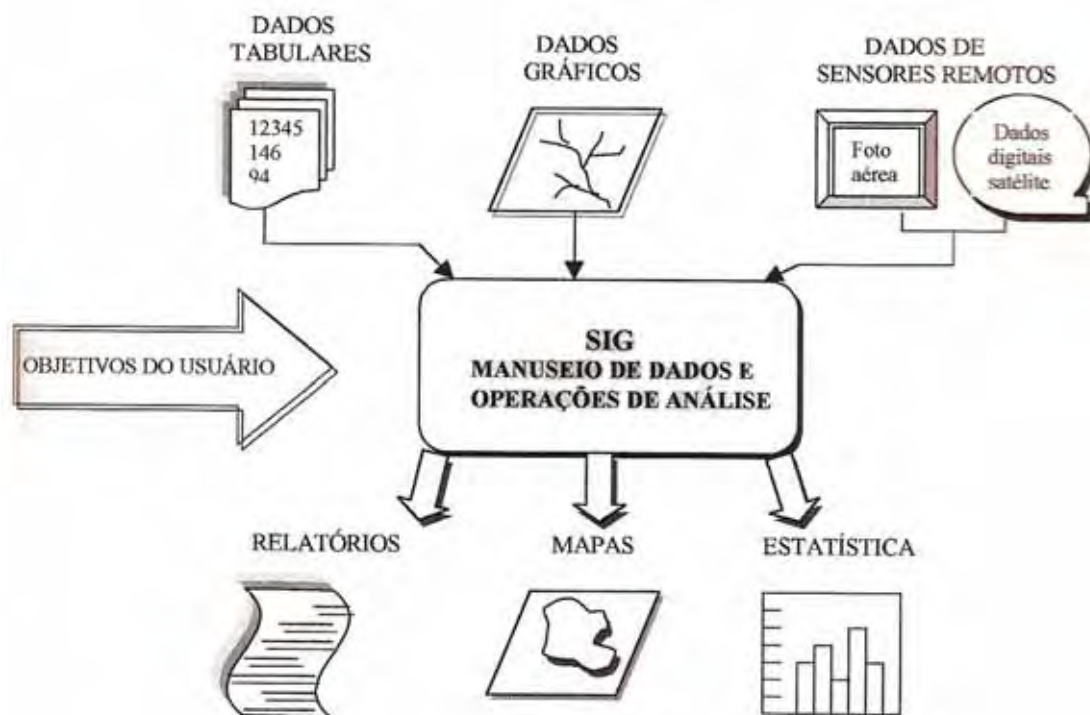 DADOS
TABULARES
DADOS
GRÁFICOS
DADOS DE
SENSORES REMOTOS
12345
146
94
Foto
aérea
Dados
digitais
satélite
OBJETIVOS DO USUÁRIO
SIG
MANUSEIO DE DADOS E
OPERAÇÕES DE ANÁLISE
RELATÓRIOS
MAPAS
ESTATÍSTICA